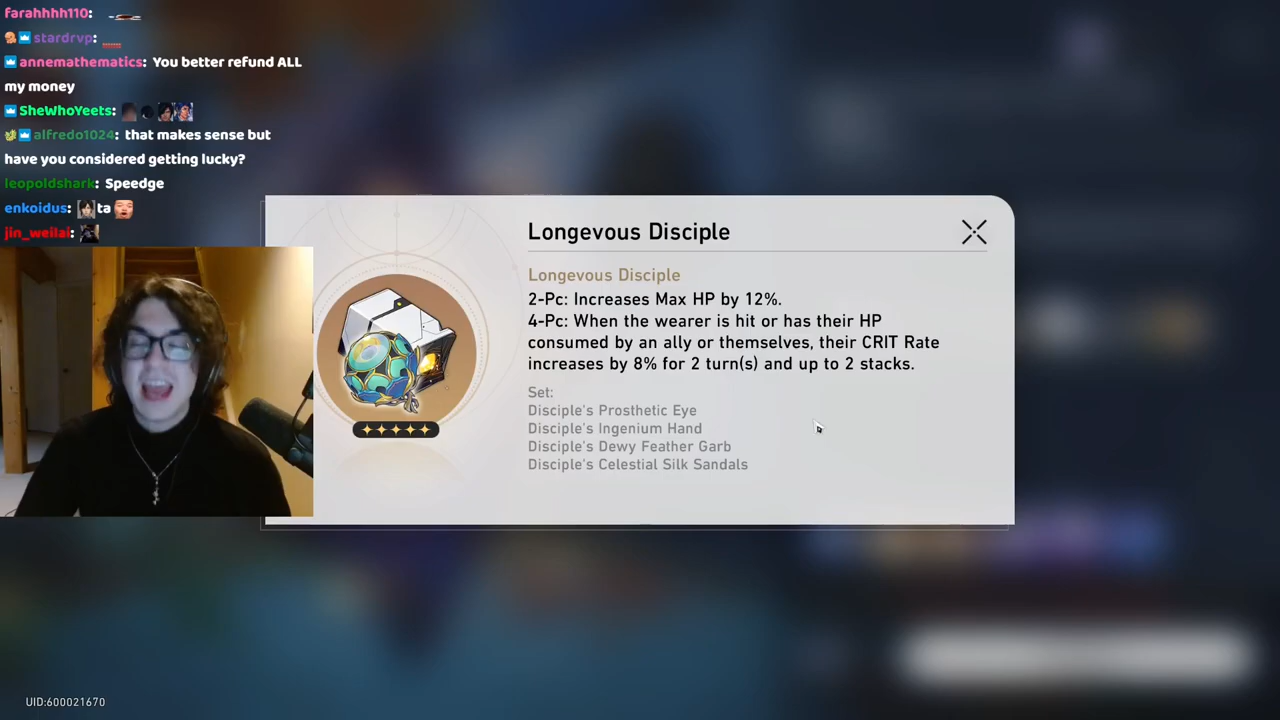 farahhhh110:
stardrvp:
annemathematics: You better refund ALL
my money
SheWhoYeets:
alfredo1024: that makes sense but
have you considered getting lucky?
leopoldshark: Speedge
enkoidus: ta
jin_weilai:
Longevous Disciple
Longevous Disciple
2-Pc: Increases Max HP by 12%.
4-Pc: When the wearer is hit or has their HP
consumed by an ally or themselves, their CRIT Rate
increases by 8% for 2 turn(s) and up to 2 stacks.
Set:
Disciple's Prosthetic Eye
Disciple's Ingenium Hand
Disciple's Dewy Feather Garb
Disciple's Celestial Silk Sandals
UID:600021670